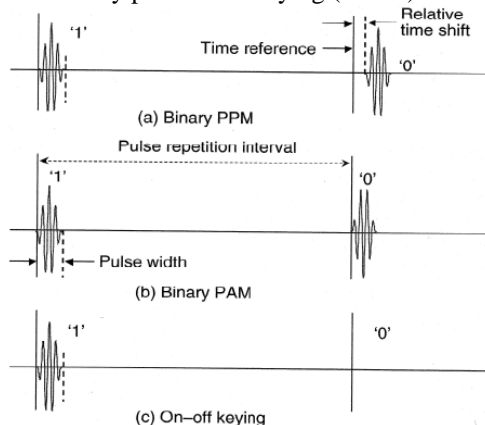 '1'
Relative
time shift
Time reference
'0'
(a) Binary PPM
Pulse repetition interval
'1'
'0'
Pulse width
(b) Binary PAM
'1'
'0'
(c) On–off keying